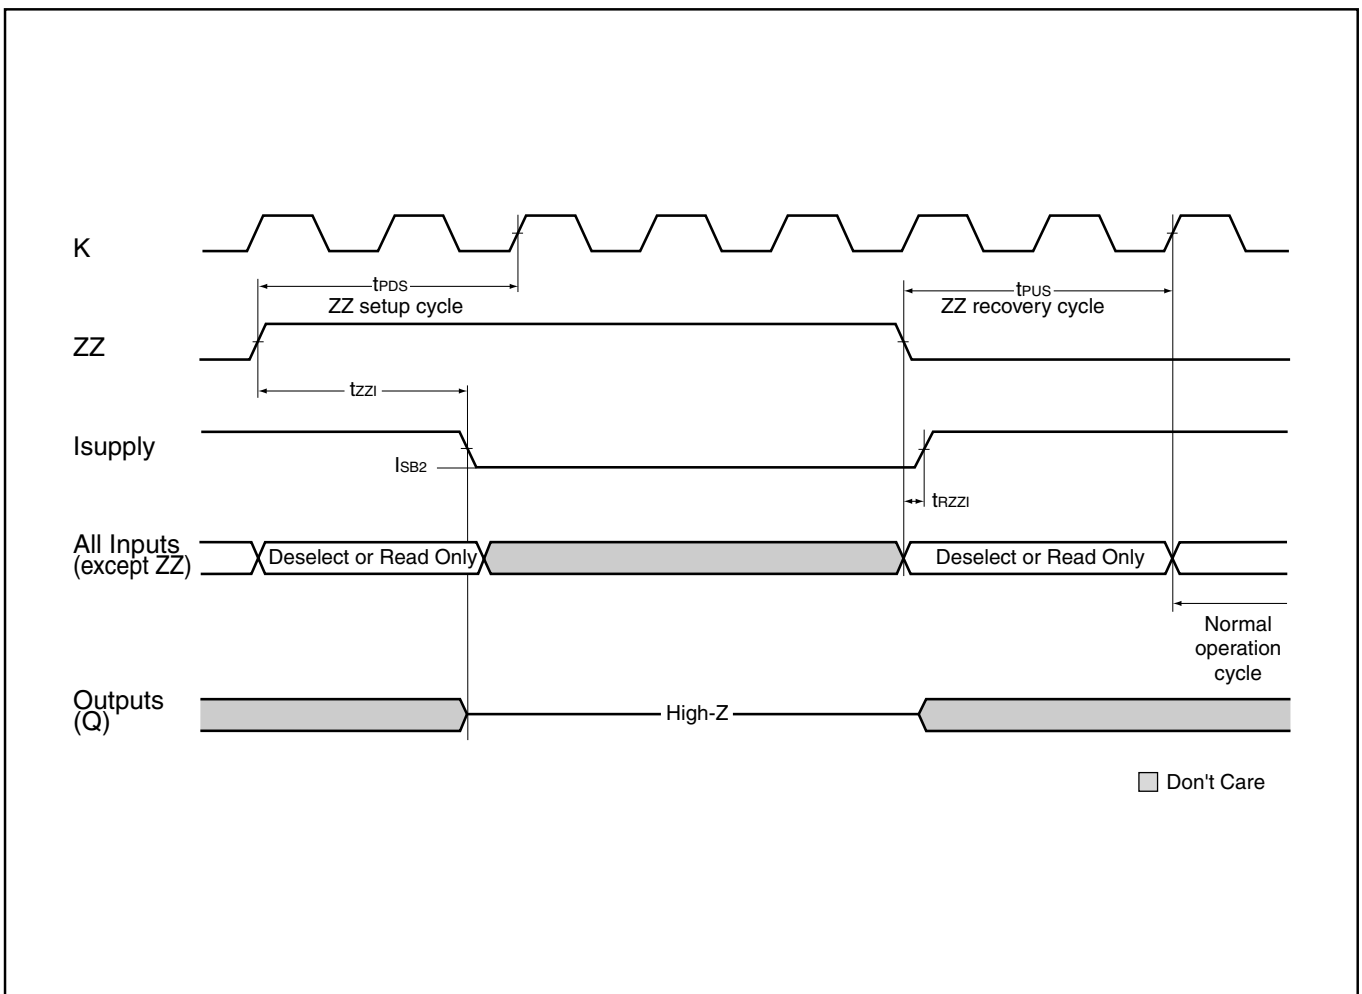 K
tPDS
ZZ setup cycle
tPUS
ZZ recovery cycle
ZZ
tZZI
Isupply
ISB2
tRZZI
All Inputs
(except ZZ)
Deselect or Read Only
Deselect or Read Only
Normal
operation
cycle
Outputs
(Q)
High-Z
Don't Care